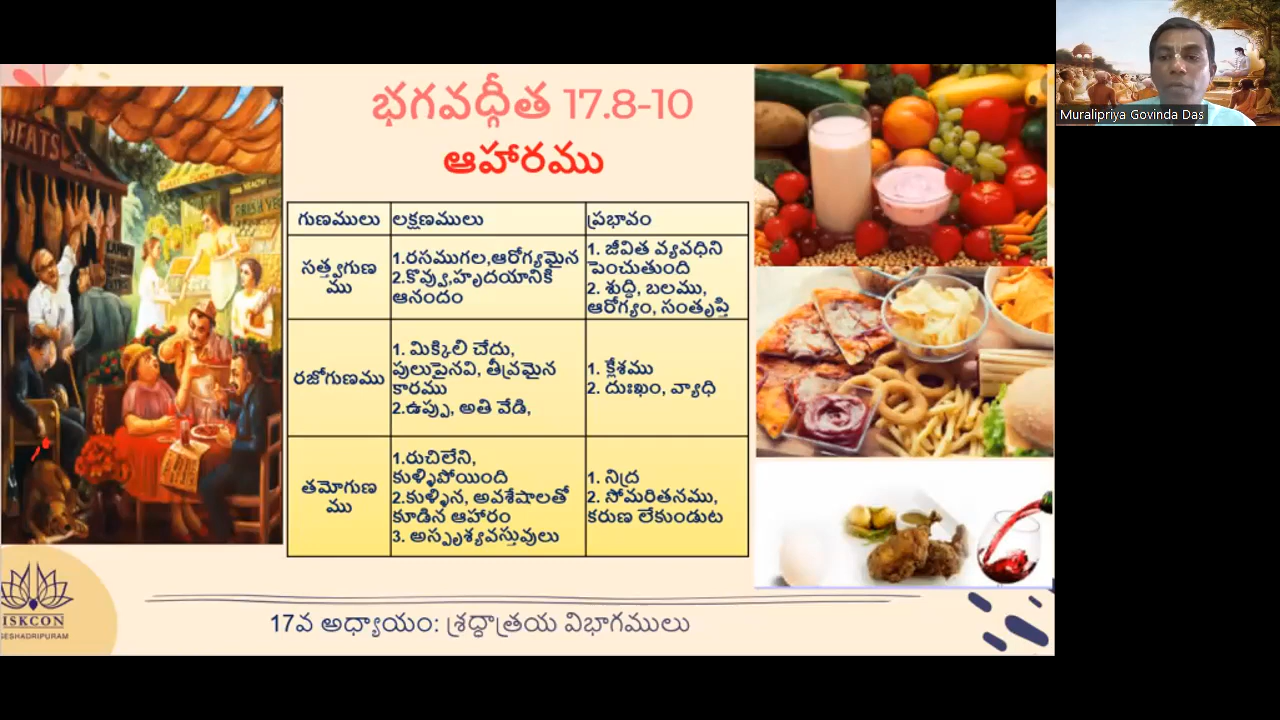 భగవద్గీత 17.8-10
ఆహారము
MEATS
FRESH VE
గుణములు
లక్షణములు
ప్రభావం
సత్త్వగుణ
ము
1.రసముగల,ఆరోగ్యమైన
2.కొవ్వు,హృదయానికి
ఆనందం
1. జీవిత వ్యవధిని
పెంచుతుంది
2. శుద్ధి, బలము,
ఆరోగ్యం, సంతృప్తి
రజోగుణము
1. మిక్కిలి చేదు,
పులుపైనవి, తీవ్రమైన
కారము
2.ఉప్పు, అతి వేడి,
1. క్లేశము
2. దుఃఖం, వ్యాధి
తమోగుణ
ము
1.రుచిలేని,
కుళ్ళిపోయింది
2.కుళ్ళిన, అవశేషాలతో
కూడిన ఆహారం
3. అస్పృశ్యవస్తువులు
1. నిద్ర
2. సోమరితనము,
కరుణ లేకుండుట
ISKCON
SESHADRIPURAM
17వ అధ్యాయం: శ్రద్ధాత్రయ విభాగములు
Muralipriya Govinda Das